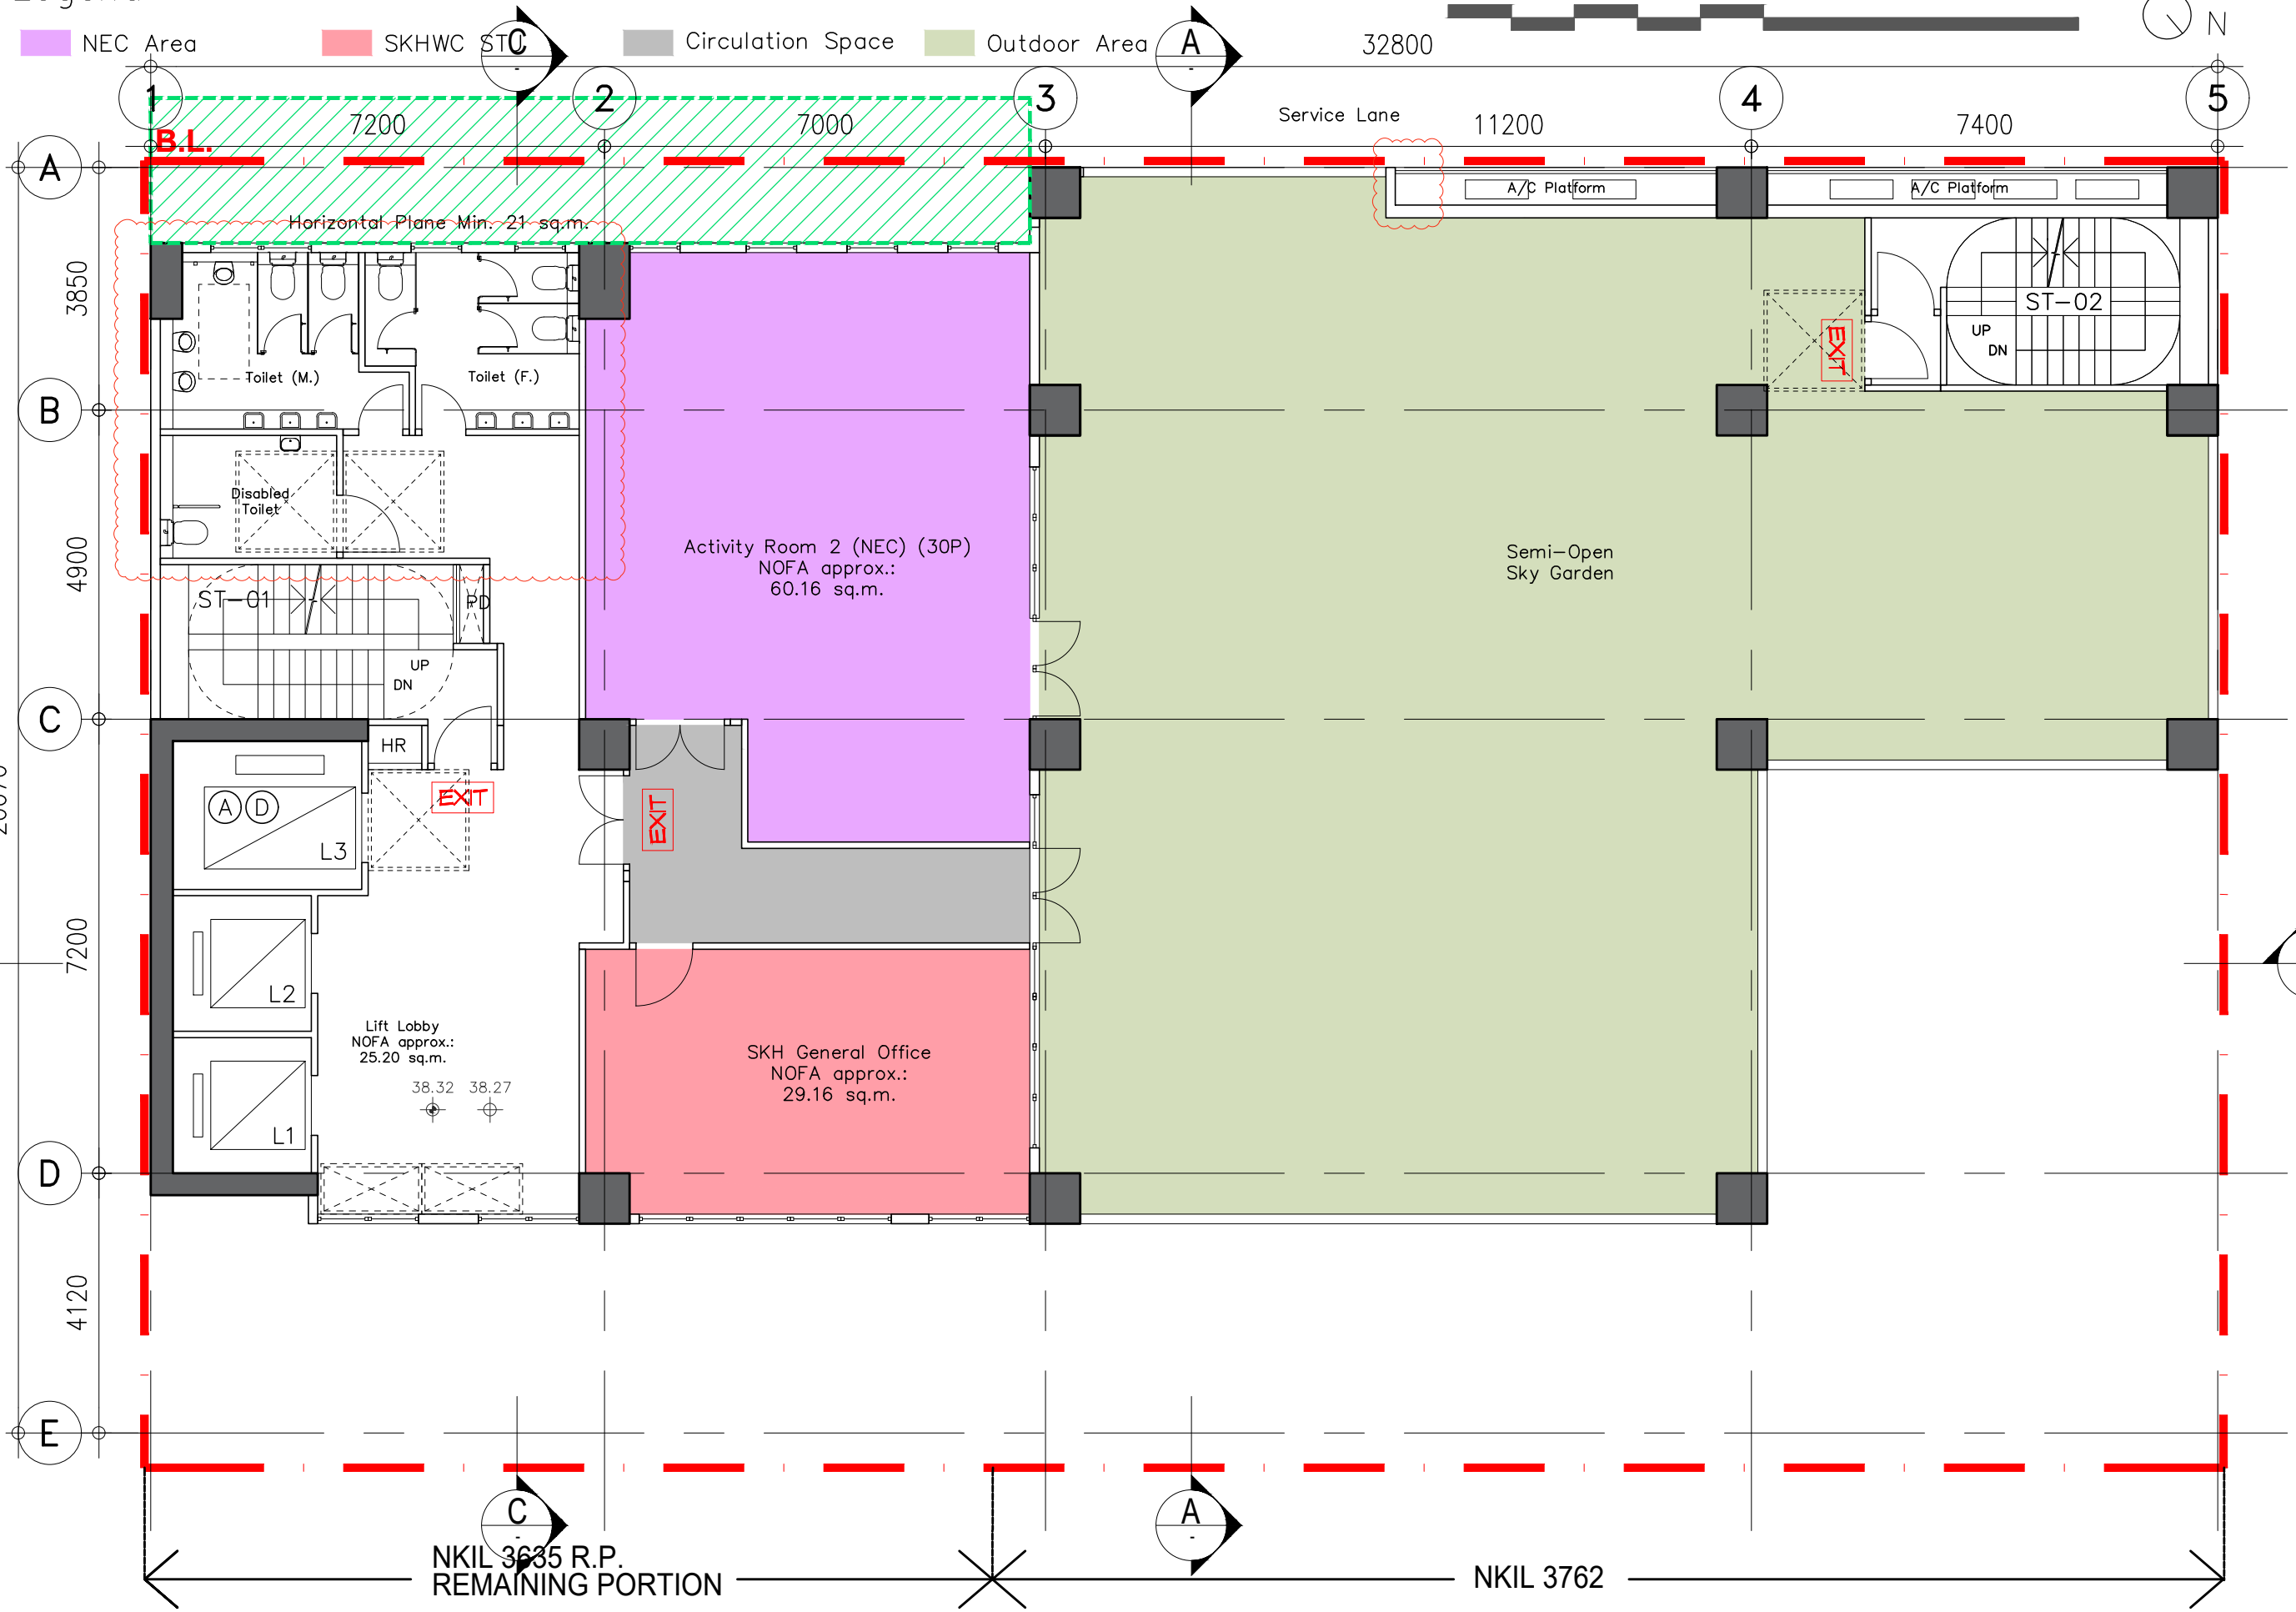 NEC Area
SKHWC ST
Circulation Space
Outdoor Area
N
C
-
A
-
32800
1
2
3
4
5
7200
7000
Service Lane
11200
7400
B.L.
A
A/C Platform
A/C Platform
Horizontal Plane Min. 21 sq.m.
3850
ST-02
UP
DN
EXIT
Toilet (M.)
Toilet (F.)
B
Disabled
Toilet
4900
Activity Room 2 (NEC) (30P)
NOFA approx.:
60.16 sq.m.
Semi-Open
Sky Garden
ST-01
PD
UP
DN
C
HR
EXIT
EXIT
A
D
L3
7200
L2
Lift Lobby
NOFA approx.:
25.20 sq.m.
SKH General Office
NOFA approx.:
29.16 sq.m.
38.32
38.27
L1
D
4120
E
C
-
A
-
NKIL 3635 R.P.
REMAINING PORTION
NKIL 3762